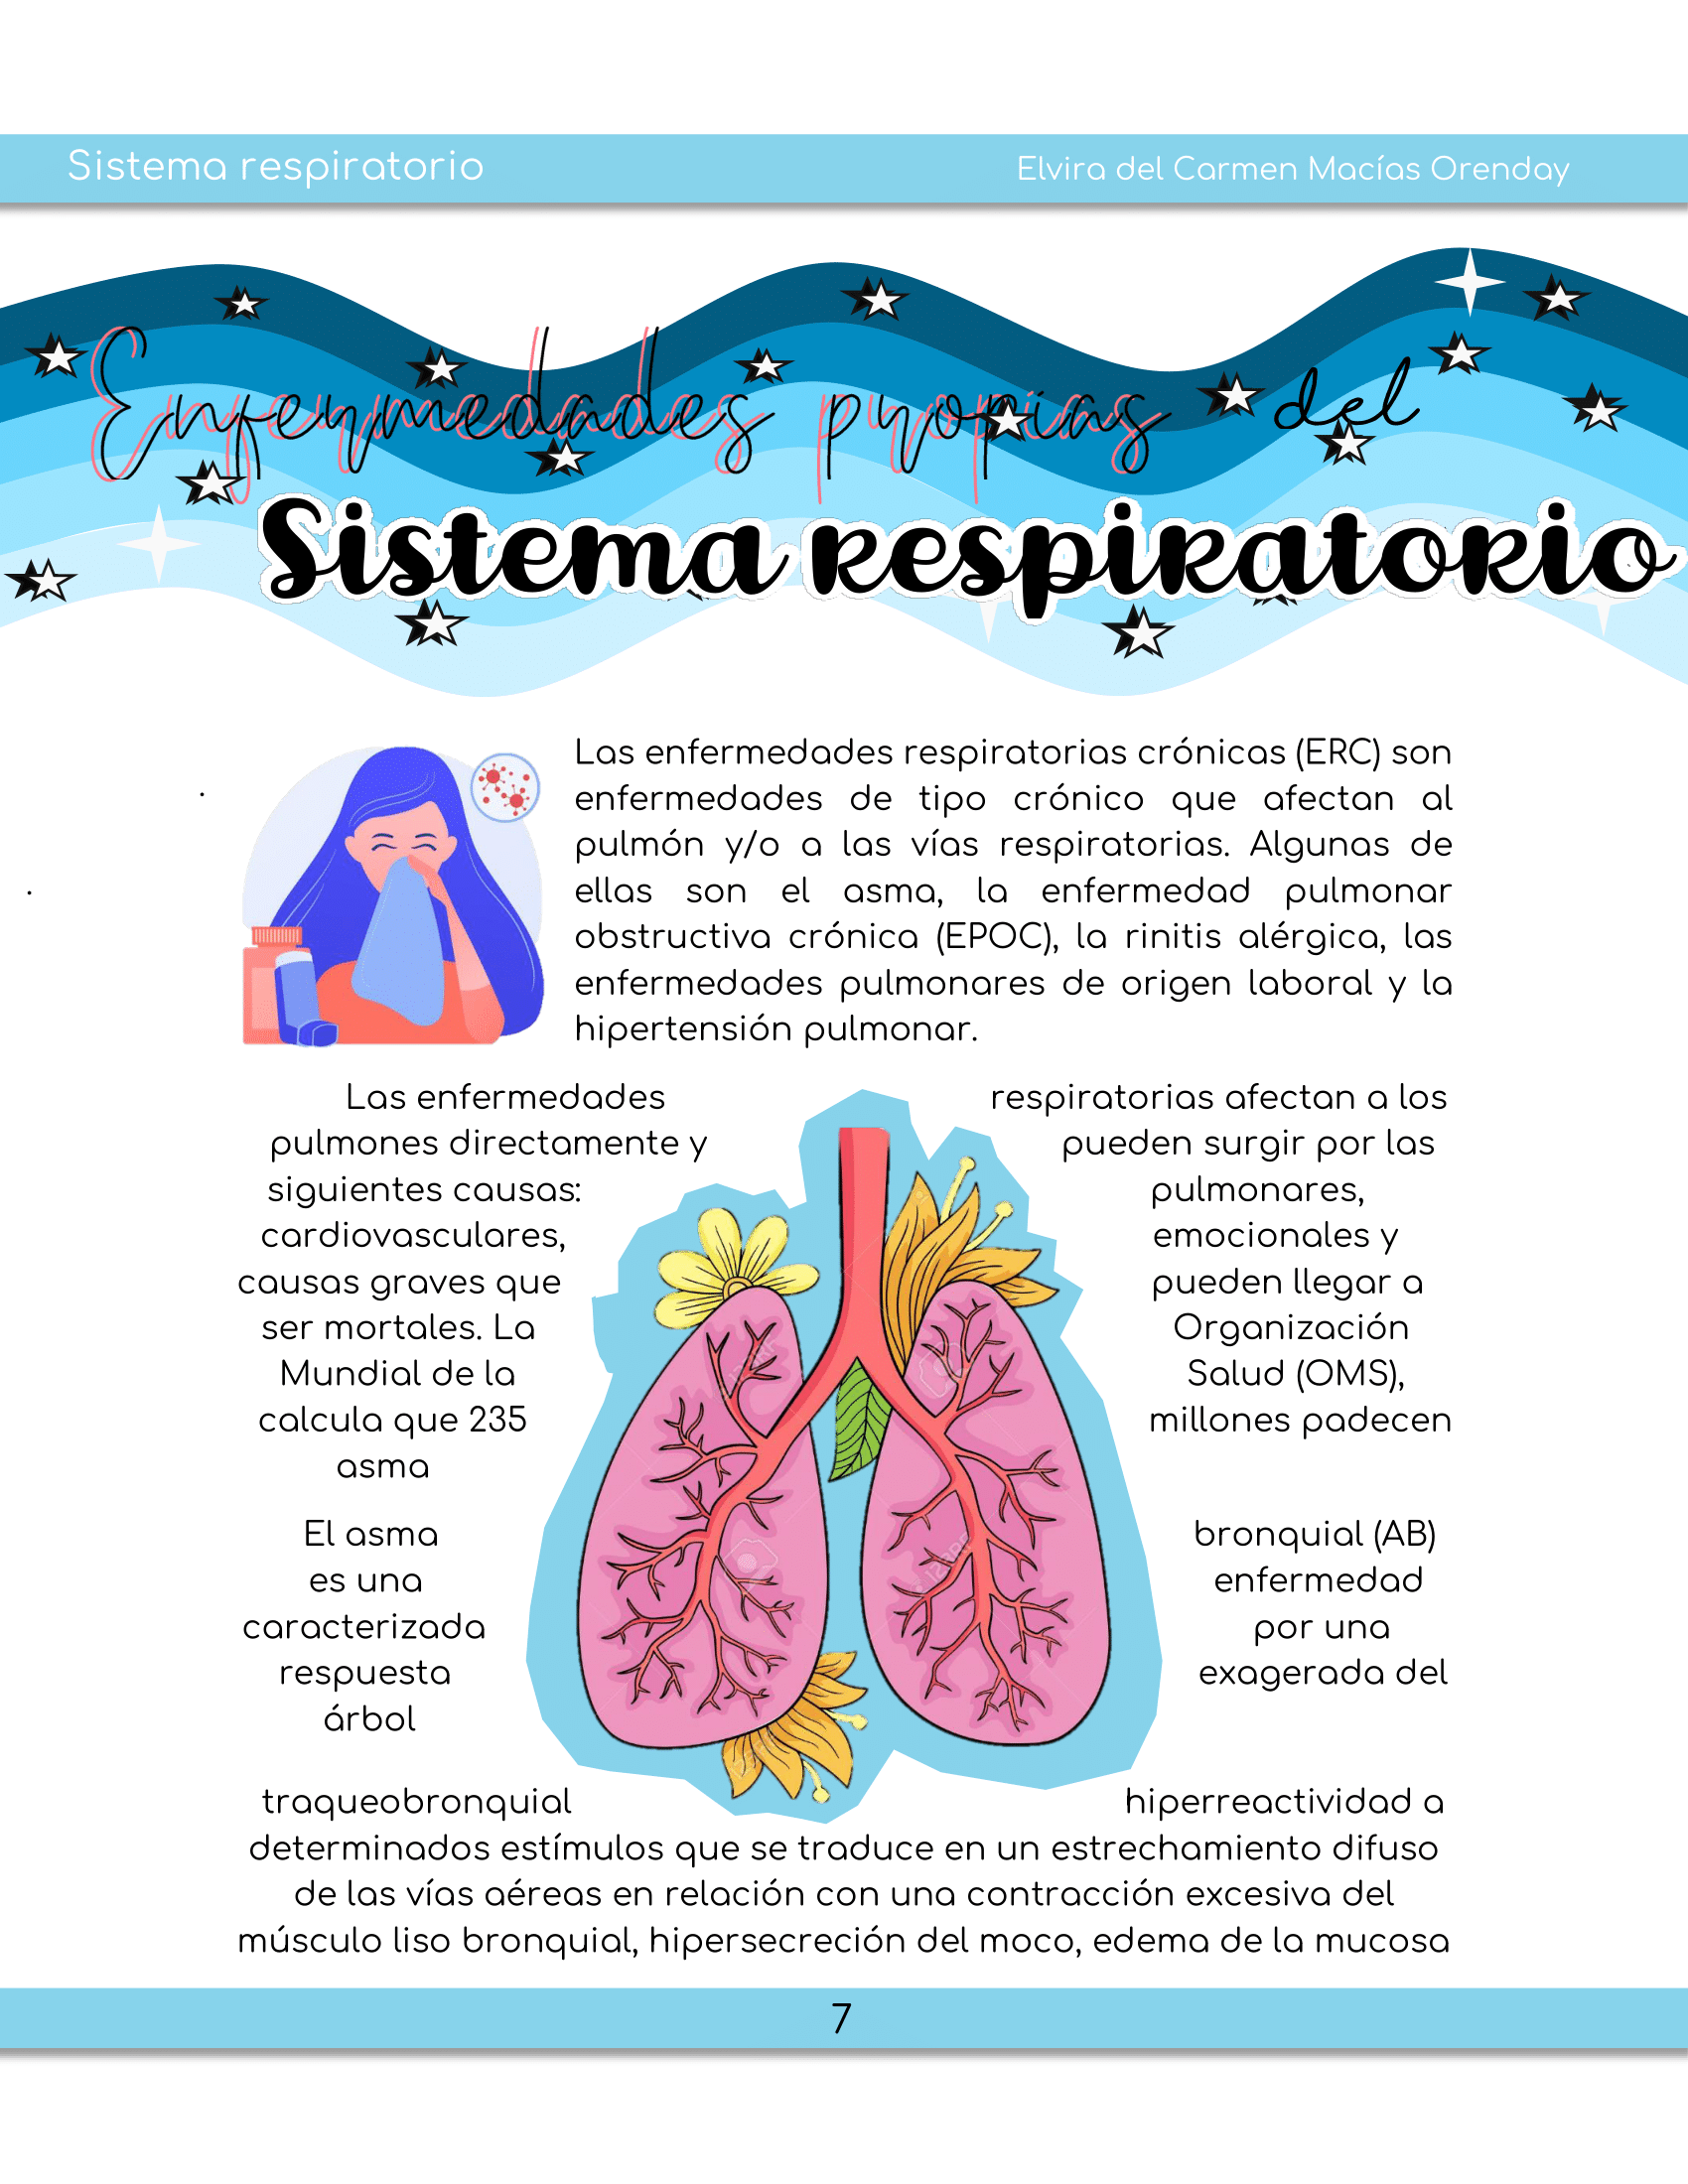 Sistema respiratorio
Elvira del Carmen Macías Orenday
Enfermedades propias del
Sistema respiratorio
Las enfermedades respiratorias crónicas (ERC) son
enfermedades de tipo crónico que afectan al
pulmón y/o a las vías respiratorias. Algunas de
ellas son el asma, la enfermedad pulmonar
obstructiva crónica (EPOC), la rinitis alérgica, las
enfermedades pulmonares de origen laboral y la
hipertensión pulmonar.
Las enfermedades respiratorias afectan a los
pulmones directamente y pueden surgir por las
siguientes causas: pulmonares,
cardiovasculares, emocionales y
causas graves que pueden llegar a
ser mortales. La Organización
Mundial de la Salud (OMS),
calcula que 235 millones padecen
asma
El asma bronquial (AB)
es una enfermedad
caracterizada por una
respuesta exagerada del
árbol
traqueobronquial hiperreactividad a
determinados estímulos que se traduce en un estrechamiento difuso
de las vías aéreas en relación con una contracción excesiva del
músculo liso bronquial, hipersecreción del moco, edema de la mucosa
7